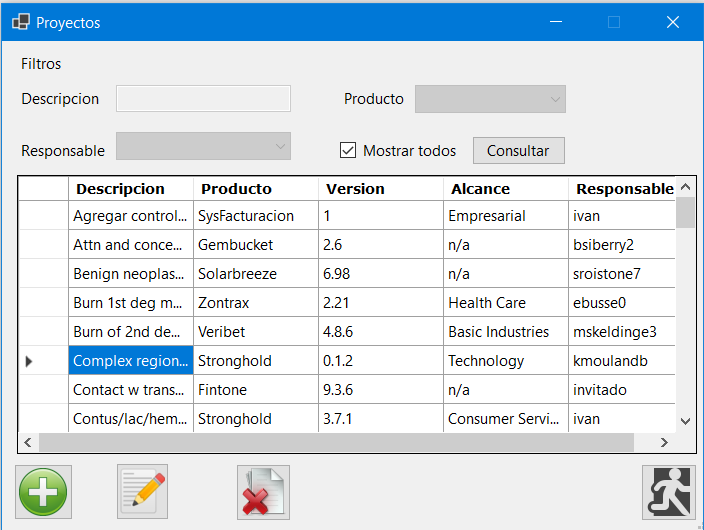 Proyectos
Filtros
Descripcion Producto
Responsable Mostrar todos Consultar
Descripcion Producto Version Alcance Responsable
Agregar control... SysFacturacion 1 Empresarial ivan
Attn and conce... Gembucket 2.6 n/a bsiberry2
Benign neoplas... Solarbreeze 6.98 n/a sroistone7
Burn 1st deg m... Zontrax 2.21 Health Care ebusse0
Burn of 2nd de... Veribet 4.8.6 Basic Industries mskeldinge3
Complex region... Stronghold 0.1.2 Technology kmoulandb
Contact w trans... Fintone 9.3.6 n/a invitado
Contus/lac/hem... Stronghold 3.7.1 Consumer Servi... ivan